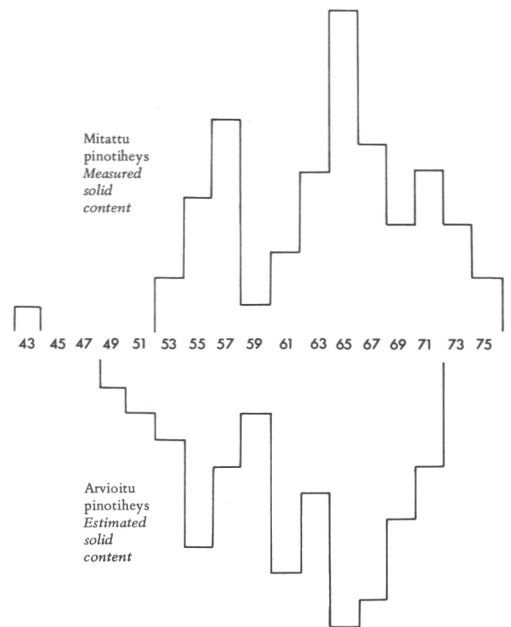 Mitattu
pinotiheys
Measured
solid
content
43 45 47 49 51 53 55 57 59 61 63 65 67 69 71 73 75
Arvioitu
pinotiheys
Estimated
solid
content